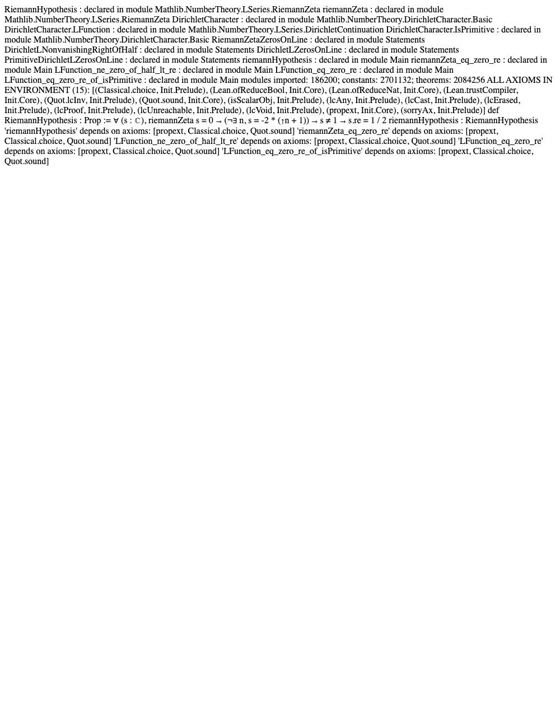 RiemannHypothesis : declared in module Mathlib.NumberTheory.LSeries.RiemannZeta riemannZeta : declared in module
Mathlib.NumberTheory.LSeries.RiemannZeta DirichletCharacter : declared in module Mathlib.NumberTheory.DirichletCharacter.Basic
DirichletCharacter.LFunction : declared in module Mathlib.NumberTheory.LSeries.DirichletContinuation DirichletCharacter.IsPrimitive : declared in
module Mathlib.NumberTheory.DirichletCharacter.Basic RiemannZetaZerosOnLine : declared in module Statements
DirichletLNonvanishingRightOfHalf : declared in module Statements DirichletLZerosOnLine : declared in module Statements
PrimitiveDirichletLZerosOnLine : declared in module Statements riemannHypothesis : declared in module Main riemannZeta_eq_zero_re : declared in
module Main LFunction_ne_zero_of_half_lt_re : declared in module Main LFunction_eq_zero_re : declared in module Main
LFunction_eq_zero_re_of_isPrimitive : declared in module Main modules imported: 186200; constants: 2701132; theorems: 2084256 ALL AXIOMS IN
ENVIRONMENT (15): [(Classical.choice, Init.Prelude), (Lean.ofReduceBool, Init.Core), (Lean.ofReduceNat, Init.Core), (Lean.trustCompiler,
Init.Core), (Quot.lcInv, Init.Prelude), (Quot.sound, Init.Core), (isScalarObj, Init.Prelude), (lcAny, Init.Prelude), (lcCast, Init.Prelude), (lcErased,
Init.Prelude), (lcProof, Init.Prelude), (lcUnreachable, Init.Prelude), (lcVoid, Init.Prelude), (propext, Init.Core), (sorryAx, Init.Prelude)] def
RiemannHypothesis : Prop := ∀ (s : ℂ), riemannZeta s = 0 → (¬∃ n, s = -2 * (↑n + 1)) → s ≠ 1 → s.re = 1 / 2 riemannHypothesis : RiemannHypothesis
'riemannHypothesis' depends on axioms: [propext, Classical.choice, Quot.sound] 'riemannZeta_eq_zero_re' depends on axioms: [propext,
Classical.choice, Quot.sound] 'LFunction_ne_zero_of_half_lt_re' depends on axioms: [propext, Classical.choice, Quot.sound] 'LFunction_eq_zero_re'
depends on axioms: [propext, Classical.choice, Quot.sound] 'LFunction_eq_zero_re_of_isPrimitive' depends on axioms: [propext, Classical.choice,
Quot.sound]